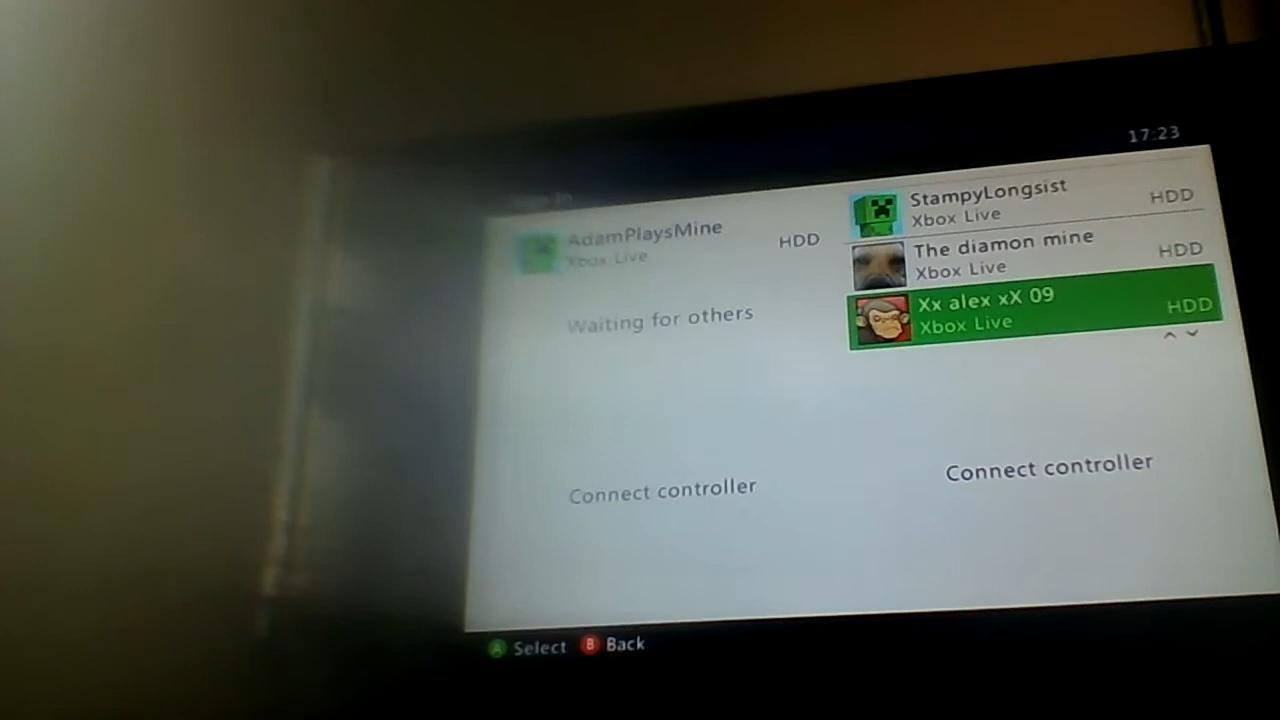 17:23
AdamPlaysMine
Xbox Live
HDD
Waiting for others
Connect controller
StampyLongsist
Xbox Live
HDD
The diamon mine
Xbox Live
HDD
Xx alex xX 09
Xbox Live
HDD
Connect controller
A Select B Back